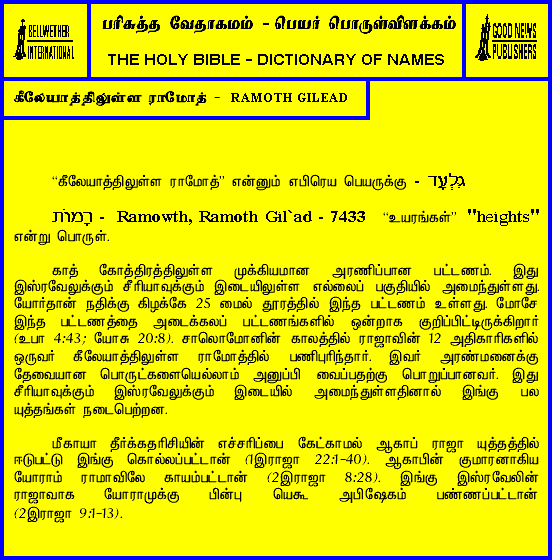 BELLWETHER
INTERNATIONAL
பரிசுத்த வேதாகமம் - பெயர் பொருள்விளக்கம்
THE HOLY BIBLE - DICTIONARY OF NAMES
GOOD NEWS
PUBLISHERS
கீலேயாத்திலுள்ள ராமோத் - RAMOTH GILEAD
“கீலேயாத்திலுள்ள ராமோத்” என்னும் எபிரெய பெயருக்கு - גִּלְעָד
רָמוֹת - Ramowth, Ramoth Gil`ad - 7433 “உயரங்கள்” "heights"
என்று பொருள்.
காத் கோத்திரத்திலுள்ள முக்கியமான அரணிப்பான பட்டணம். இது
இஸ்ரவேலுக்கும் சீரியாவுக்கும் இடையிலுள்ள எல்லைப் பகுதியில் அமைந்துள்ளது.
யோர்தான் நதிக்கு கிழக்கே 25 மைல் தூரத்தில் இந்த பட்டணம் உள்ளது. மோசே
இந்த பட்டணத்தை அடைக்கலப் பட்டணங்களில் ஒன்றாக குறிப்பிட்டிருக்கிறார்
(உபா 4:43; யோசு 20:8). சாலொமோனின் காலத்தில் ராஜாவின் 12 அதிகாரிகளில்
ஒருவர் கீலேயாத்திலுள்ள ராமோத்தில் பணிபுரிந்தார். இவர் அரண்மனைக்கு
தேவையான பொருட்களையெல்லாம் அனுப்பி வைப்பதற்கு பொறுப்பானவர். இது
சீரியாவுக்கும் இஸ்ரவேலுக்கும் இடையில் அமைந்துள்ளதினால் இங்கு பல
யுத்தங்கள் நடைபெற்றன.
மீகாயா தீர்க்கதரிசியின் எச்சரிப்பை கேட்காமல் ஆகாப் ராஜா யுத்தத்தில்
ஈடுபட்டு இங்கு கொல்லப்பட்டான் (1இராஜா 22:1-40). ஆகாபின் குமாரனாகிய
யோராம் ராமாவிலே காயம்பட்டான் (2இராஜா 8:28). இங்கு இஸ்ரவேலின்
ராஜாவாக யோராமுக்கு பின்பு யெகூ அபிஷேகம் பண்ணப்பட்டான்
(2இராஜா 9:1-13).